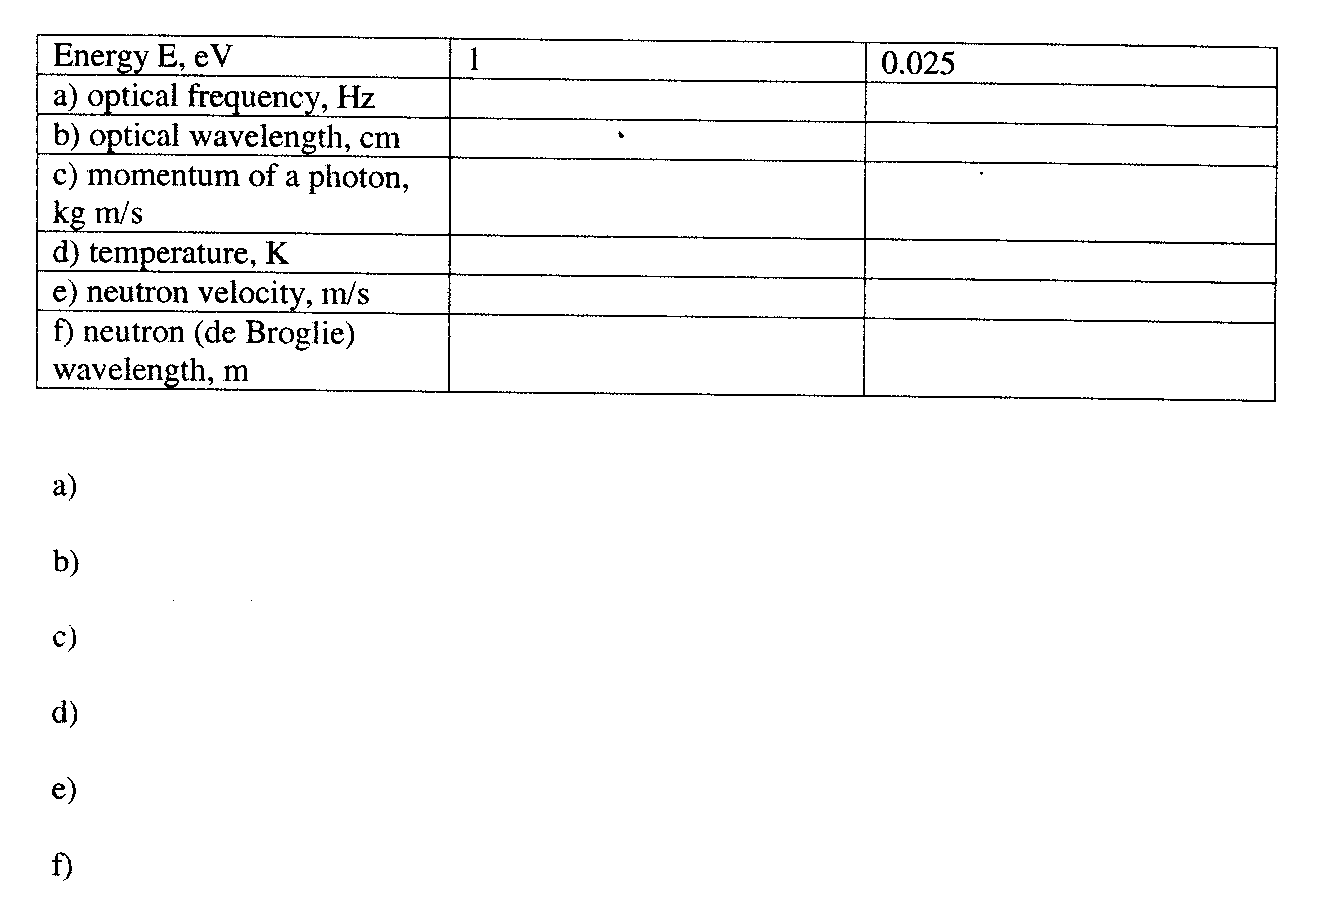 Energy E, eV 1 0.025
a) optical frequency, Hz
b) optical wavelength, cm
c) momentum of a photon,
kg m/s
d) temperature, K
e) neutron velocity, m/s
f) neutron (de Broglie)
wavelength, m
a)
b)
c)
d)
e)
f)